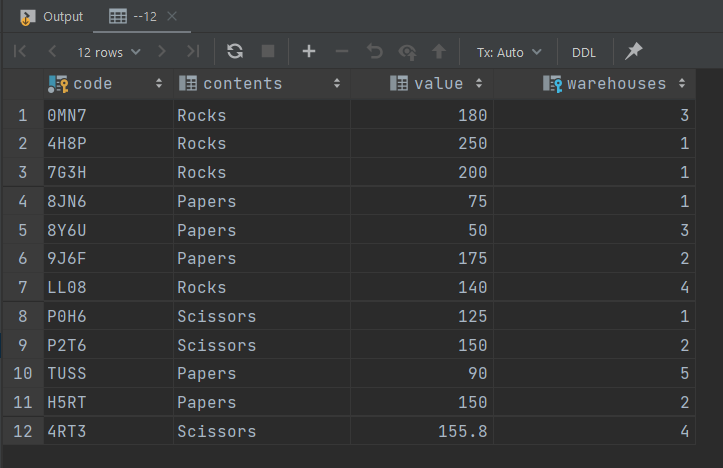 Output --12
12 rows Tx: Auto DDL
code contents value warehouses
1 0MN7 Rocks 180 3
2 4H8P Rocks 250 1
3 7G3H Rocks 200 1
4 8JN6 Papers 75 1
5 8Y6U Papers 50 3
6 9J6F Papers 175 2
7 LL08 Rocks 140 4
8 P0H6 Scissors 125 1
9 P2T6 Scissors 150 2
10 TUSS Papers 90 5
11 H5RT Papers 150 2
12 4RT3 Scissors 155.8 4